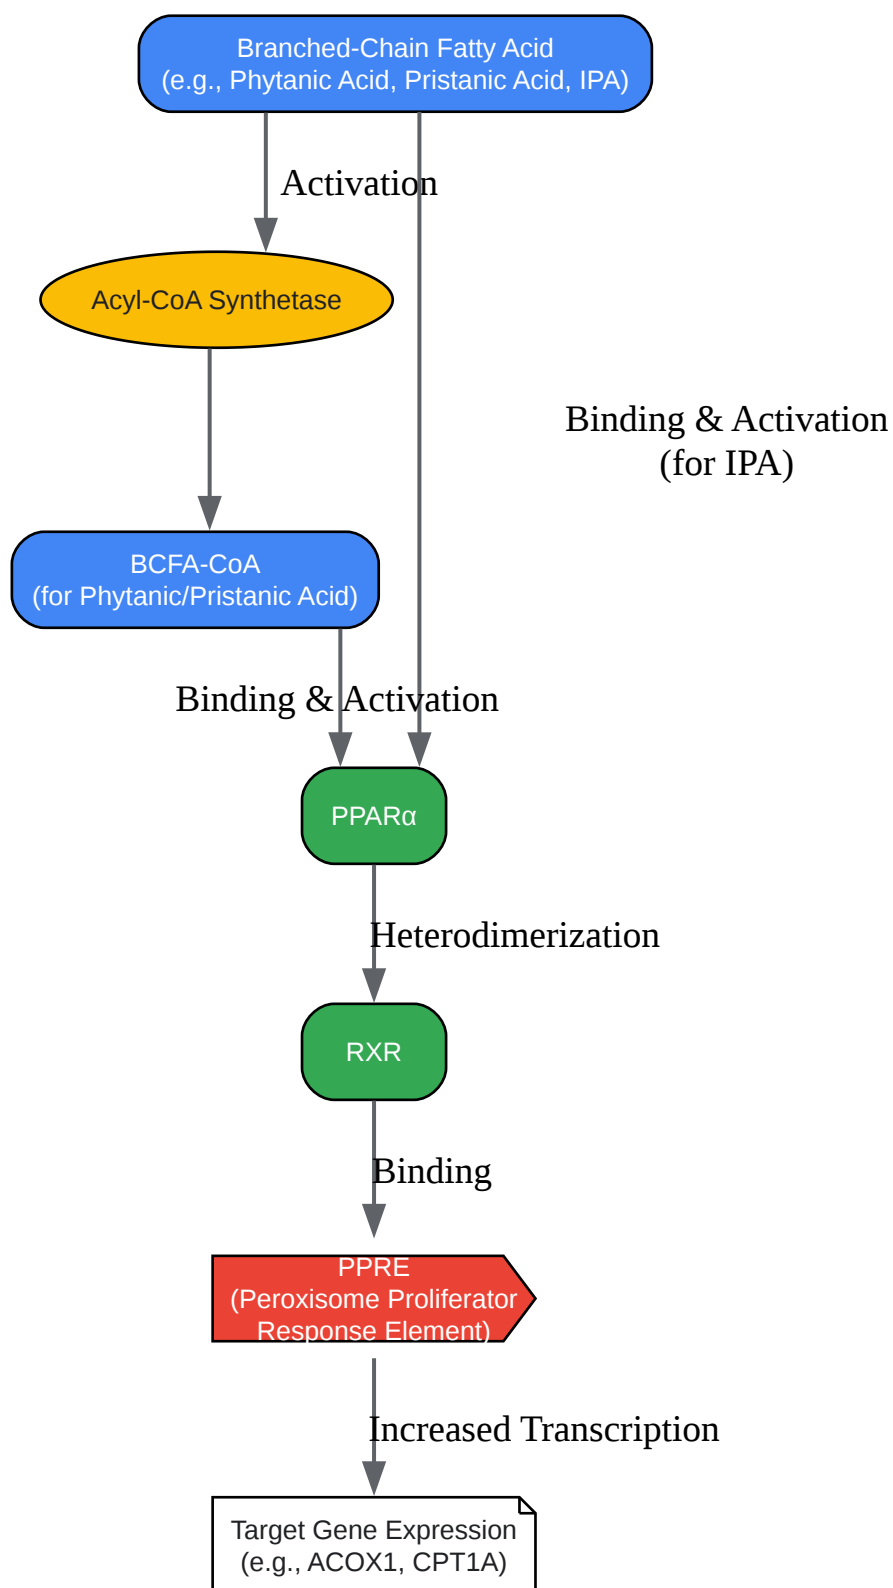 Branched-Chain Fatty Acid
(e.g., Phytanic Acid, Pristanic Acid, IPA)
Activation
Acyl-CoA Synthetase
Binding & Activation
(for IPA)
BCFA-CoA
(for Phytanic/Pristanic Acid)
Binding & Activation
PPARα
Heterodimerization
RXR
Binding
PPRE
(Peroxisome Proliferator
Response Element)
Increased Transcription
Target Gene Expression
(e.g., ACOX1, CPT1A)